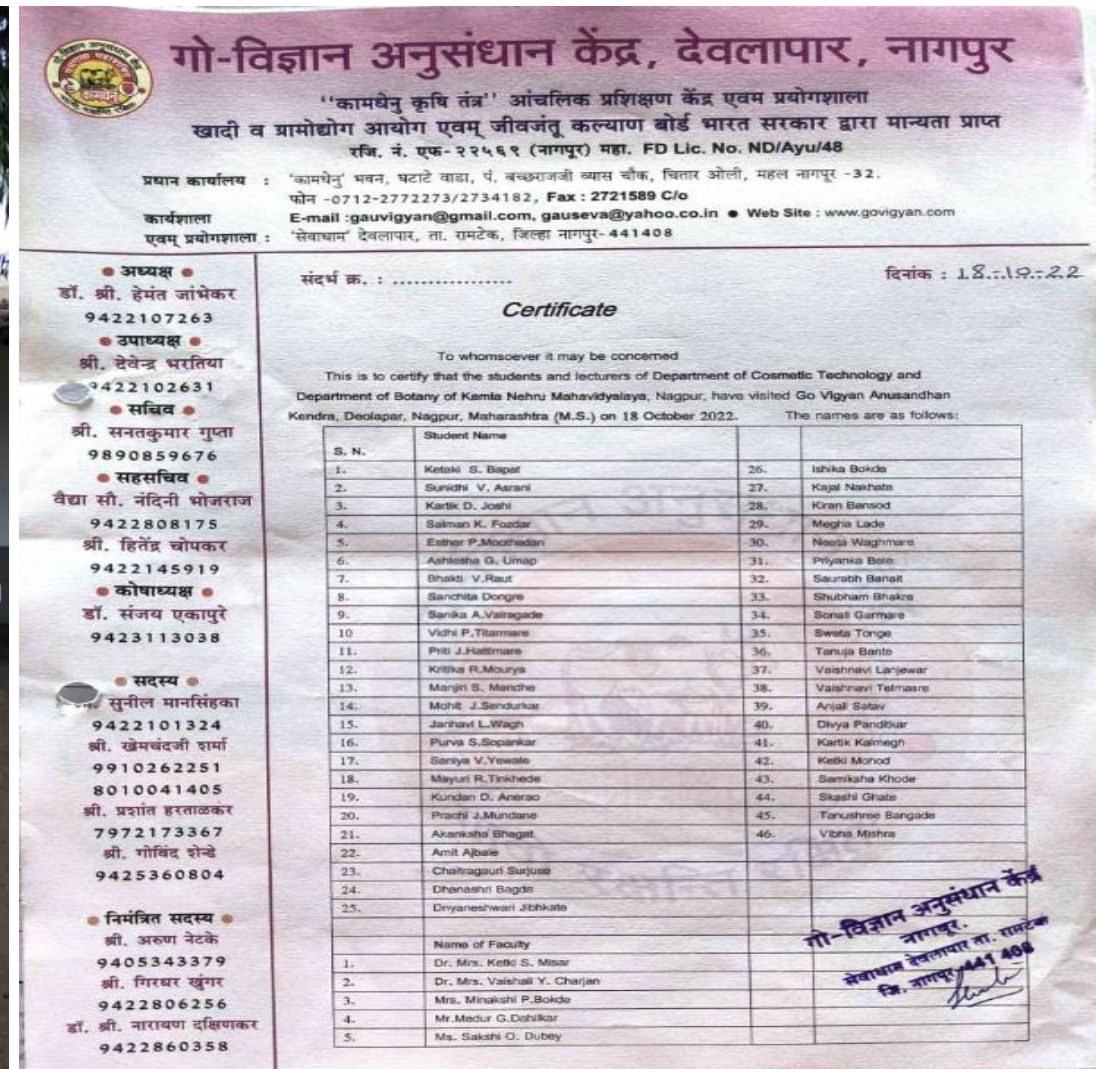 गो-विज्ञान अनुसंधान केंद्र, देवलापार, नागपुर
''कामधेनु कृषि तंत्र'' आंचलिक प्रशिक्षण केंद्र एवम प्रयोगशाला
खादी व ग्रामोद्योग आयोग एवम् जीवजंतू कल्याण बोर्ड भारत सरकार द्वारा मान्यता प्राप्त
रजि. नं. एफ-२२५६९ (नागपूर) महा. FD Lic. No. ND/Ayu/48
प्रधान कार्यालय : 'कामधेनु' भवन, घटाटे वाडा, पं. बच्छराजजी व्यास चौक, चितार ओली, महल नागपूर -32.
फोन -0712-2772273/2734182, Fax : 2721589 C/o
कार्यशाला E-mail :gauvigyan@gmail.com, gauseva@yahoo.co.in ● Web Site : www.govigyan.com
एवम् प्रयोगशाला : 'सेवाधाम' देवलापार, ता. रामटेक, जिल्हा नागपुर-441408
● अध्यक्ष ●
डॉ. श्री. हेमंत जांभेकर
9422107263
● उपाध्यक्ष ●
श्री. देवेन्द्र भरतिया
9422102631
● सचिव ●
श्री. सनतकुमार गुप्ता
9890859676
● सहसचिव ●
वैद्या सौ. नंदिनी भोजराज
9422808175
श्री. हितेंद्र चोपकर
9422145919
● कोषाध्यक्ष ●
डॉ. संजय एकापुरे
9423113038
● सदस्य ●
सुनील मानसिंहका
9422101324
श्री. खेमचंदजी शर्मा
9910262251
8010041405
श्री. प्रशांत हरताळकर
7972173367
श्री. गोविंद शेन्डे
9425360804
● निमंत्रित सदस्य ●
श्री. अरुण नेटके
9405343379
श्री. गिरधर खुंगर
9422806256
डॉ. श्री. नारायण दक्षिणकर
9422860358
संदर्भ क्र. : .................. दिनांक : 18-10-22
Certificate
To whomsoever it may be concerned
This is to certify that the students and lecturers of Department of Cosmetic Technology and
Department of Botany of Kamla Nehru Mahavidyalaya, Nagpur, have visited Go Vigyan Anusandhan
Kendra, Deolapar, Nagpur, Maharashtra (M.S.) on 18 October 2022. The names are as follows:
S. N. Student Name
1. Ketaki S. Bapat 26. Ishika Bokde
2. Sunidhi V. Asrani 27. Kajal Nakhate
3. Kartik D. Joshi 28. Kiran Bansod
4. Salman K. Fozdar 29. Megha Lade
5. Esther P.Moothedan 30. Neeta Waghmare
6. Ashlesha G. Umap 31. Priyanka Bele
7. Bhakti V.Raut 32. Saurabh Banait
8. Sanchita Dongre 33. Shubham Bhakre
9. Sanika A.Vairagade 34. Sonali Garmare
10 Vidhi P.Titarmare 35. Sweta Tonge
11. Priti J.Hattimare 36. Tanuja Bante
12. Kritika R.Mourya 37. Vaishnavi Lanjewar
13. Manjiri S. Mendhe 38. Vaishnavi Telmasre
14. Mohit J.Sendurkar 39. Anjali Satav
15. Janhavi L.Wagh 40. Divya Panditkar
16. Purva S.Sopankar 41. Kartik Kalmegh
17. Saniya V.Yewale 42. Ketki Mohod
18. Mayuri R.Tinkhede 43. Samiksha Khode
19. Kundan D. Anerao 44. Skashi Ghate
20. Prachi J.Mundane 45. Tanushree Bangade
21. Akanksha Bhagat 46. Vibha Mishra
22. Amit Ajbale
23. Chaitragauri Surjuse
24. Dhanashri Bagde
25. Dnyaneshwari Jibhkate
Name of Faculty
1. Dr. Mrs. Ketki S. Misar
2. Dr. Mrs. Vaishali Y. Charjan
3. Mrs. Minakshi P.Bokde
4. Mr.Madur G.Dahikar
5. Ms. Sakshi O. Dubey
गो-विज्ञान अनुसंधान केंद्र
नागपूर.
सेवाधाम देवलापार ता. रामटेक
जि. नागपूर-441 408